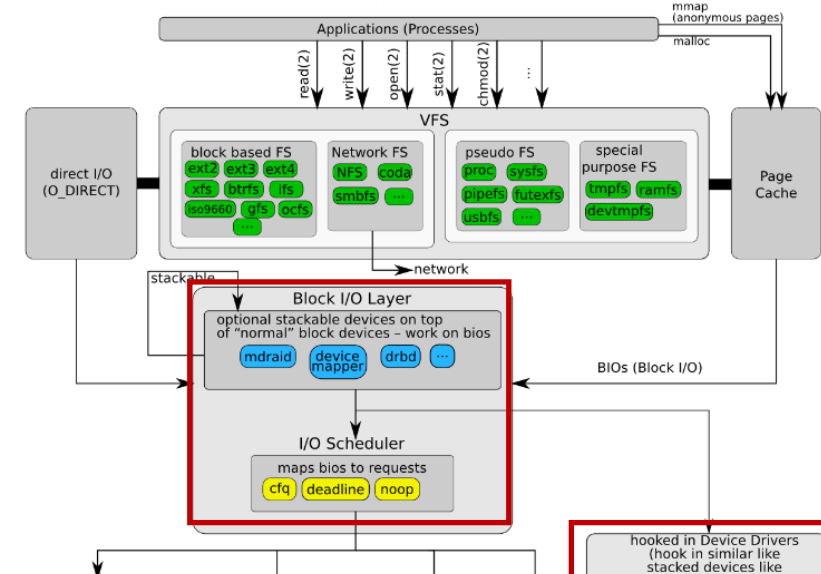 mmap
(anonymous pages)
Applications (Processes)
malloc
read(2)
write(2)
open(2)
stat(2)
chmod(2)
...
VFS
direct I/O
(O_DIRECT)
block based FS
ext2 ext3 ext4
xfs btrfs ifs
iso9660 gfs ocfs
...
Network FS
NFS coda
smbfs ...
pseudo FS
proc sysfs
pipefs futexfs
usbfs ...
special
purpose FS
tmpfs ramfs
devtmpfs
Page
Cache
network
stackable
Block I/O Layer
optional stackable devices on top
of “normal” block devices – work on bios
mdraid device mapper drbd ...
BIOs (Block I/O)
I/O Scheduler
maps bios to requests
cfq deadline noop
hooked in Device Drivers
(hook in similar like
stacked devices like